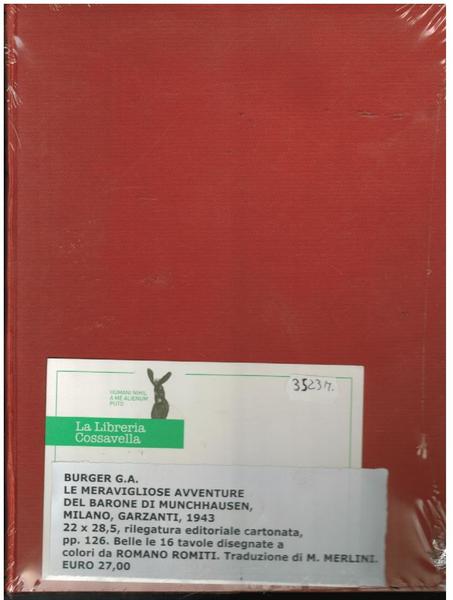 HUMANI NIHIL
A ME ALIENUM
PUTO
3523 r.
La Libreria
Cossavella
BURGER G.A.
LE MERAVIGLIOSE AVVENTURE
DEL BARONE DI MUNCHHAUSEN,
MILANO, GARZANTI, 1943
22 x 28,5, rilegatura editoriale cartonata,
pp. 126. Belle le 16 tavole disegnate a
colori da ROMANO ROMITI. Traduzione di M. MERLINI.
EURO 27,00